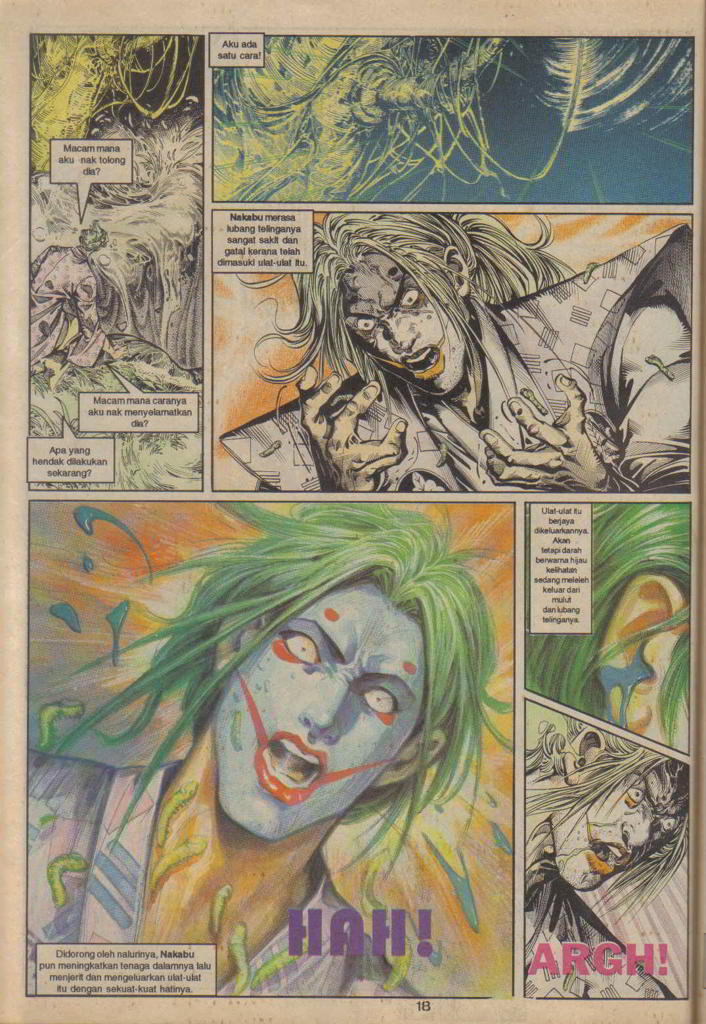 Macam mana
aku nak tolong
dia?
Macam mana caranya
aku nak menyelamatkan
dia?
Apa yang
hendak dilakukan
sekarang?
Aku ada
satu cara!
Nakabu merasa
lubang telinganya
sangat sakit dan
gatal kerana telah
dimasuki ulat-ulat itu.
HAH!
Didorong oleh nalurinya, Nakabu
pun meningkatkan tenaga dalamnya lalu
menjerit dan mengeluarkan ulat-ulat
itu dengan sekuat-kuat hatinya.
Ulat-ulat itu
berjaya
dikeluarkannya.
Akan
tetapi darah
berwarna hijau
kelihatan
sedang meleleh
keluar dari
mulut
dan lubang
telinganya.
ARGH!
18